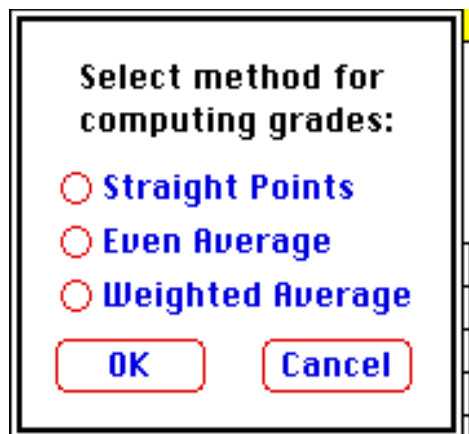 Select method for
computing grades:
Straight Points
Even Average
Weighted Average
OK Cancel